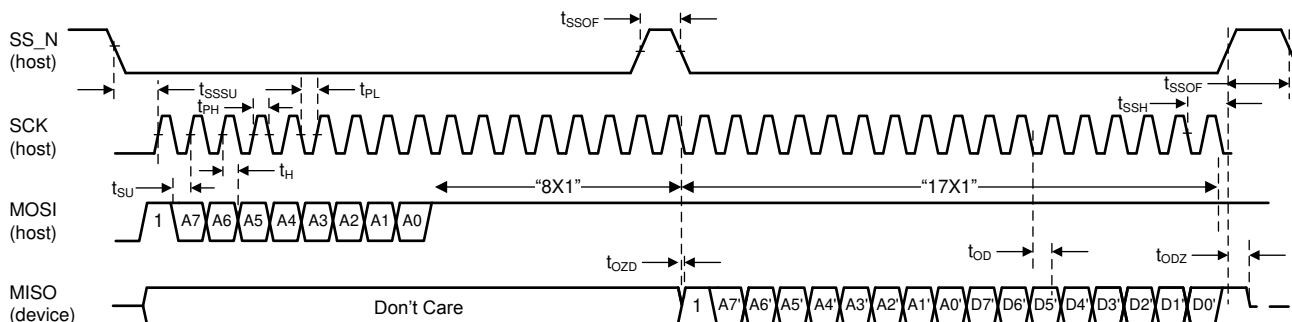 tSSOF
SS_N
(host)
tSSSU
tPL
tSSOF
tPH
tSSH
SCK
(host)
tH
tSU
“8X1”
“17X1”
MOSI
(host)
1 A7 A6 A5 A4 A3 A2 A1 A0
tOZD
tOD
tODZ
MISO
(device)
Don’t Care
1 A7' A6' A5' A4' A3' A2' A1' A0' D7' D6' D5' D4' D3' D2' D1' D0'